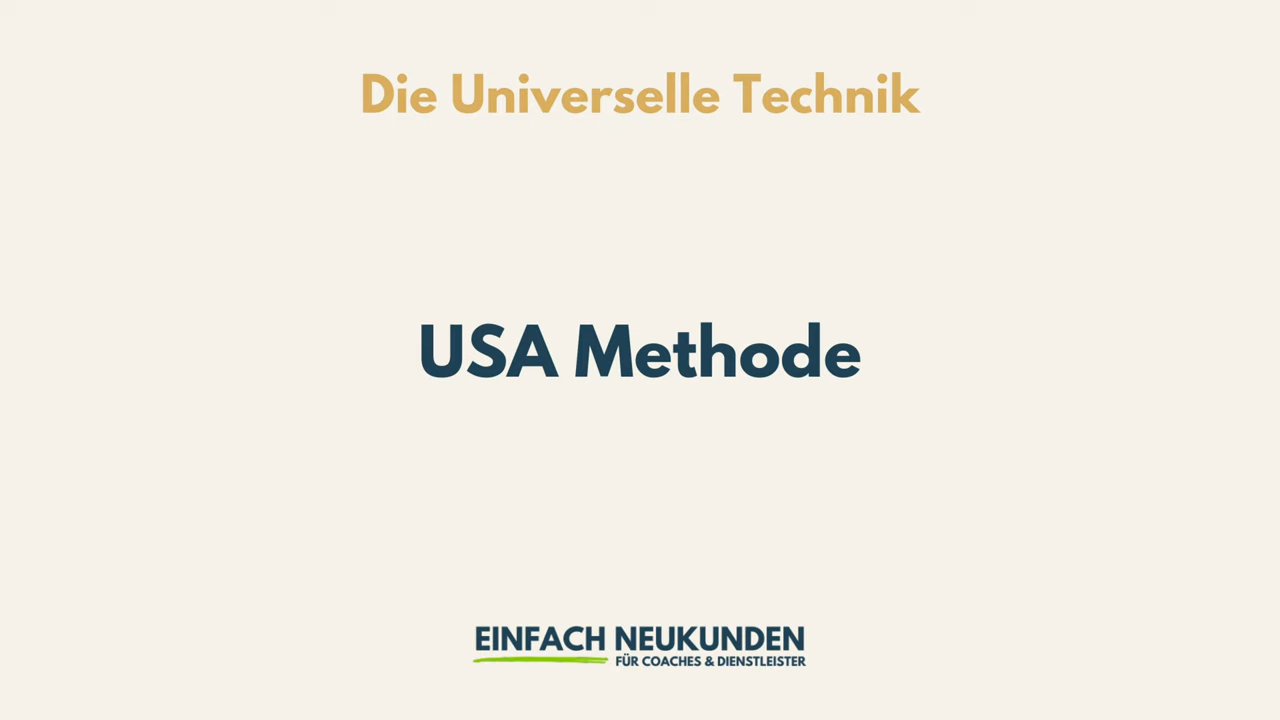 Die Universelle Technik
USA Methode
EINFACH NEUKUNDEN
FÜR COACHES & DIENSTLEISTER